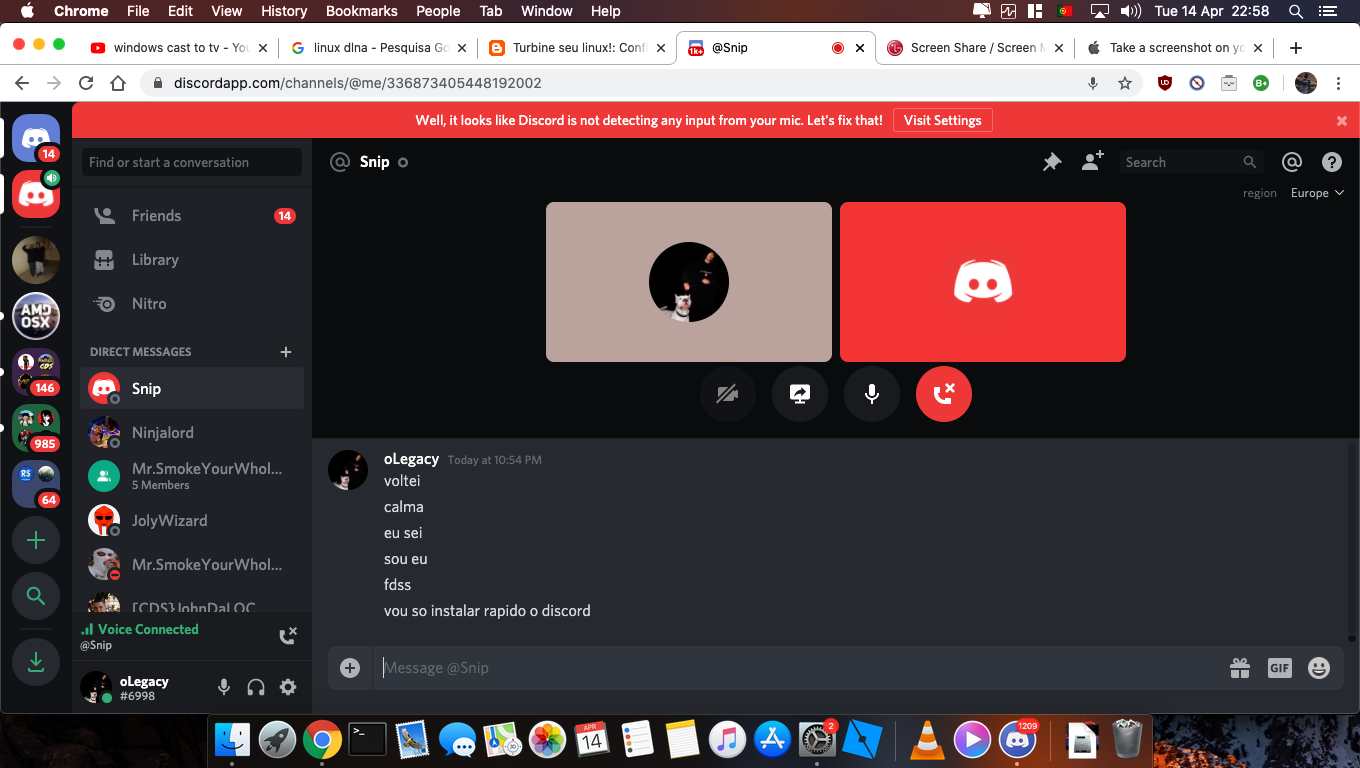 Chrome File Edit View History Bookmarks People Tab Window Help Tue 14 Apr 22:58
windows cast to tv - You linux dlna - Pesquisa Go Turbine seu linux!: Confi 1k+ @Snip Screen Share / Screen M Take a screenshot on yo
discordapp.com/channels/@me/336873405448192002
Well, it looks like Discord is not detecting any input from your mic. Let's fix that! Visit Settings
14
Find or start a conversation
Friends 14
Library
Nitro
DIRECT MESSAGES
Snip
Ninjalord
Mr.SmokeYourWhol...
5 Members
JolyWizard
Mr.SmokeYourWhol...
[CDS}JohnDaLOC
AMD
OSX
CDS
146
985
RS
64
Voice Connected
@Snip
oLegacy
#6998
Snip
Search
region Europe
oLegacy Today at 10:54 PM
voltei
calma
eu sei
sou eu
fdss
vou so instalar rapido o discord
Message @Snip
GIF
APR
14
2
1209